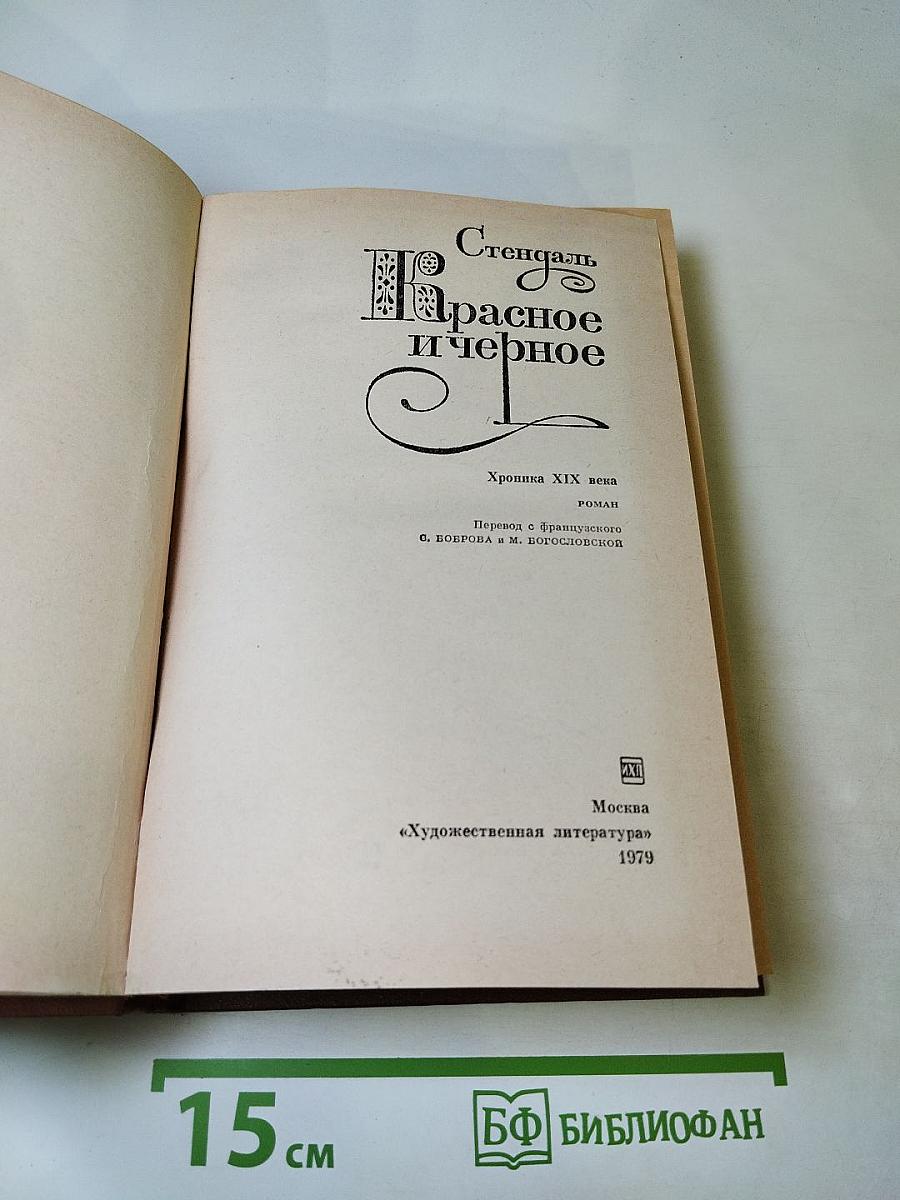 Стендаль
Красное
и черное
Хроника XIX века
РОМАН
Перевод с французского
С. БОБРОВА и М. БОГОСЛОВСКОЙ
ИХЛ
Москва
«Художественная литература»
1979
15 см
БФ БИБЛИОФАН